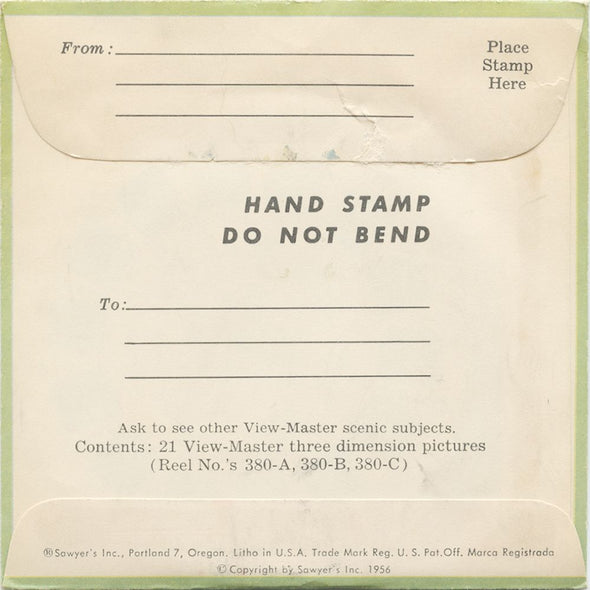 From:
Place
Stamp
Here
HAND STAMP
DO NOT BEND
To:
Ask to see other View-Master scenic subjects.
Contents: 21 View-Master three dimension pictures
(Reel No.'s 380-A, 380-B, 380-C)
®Sawyer's Inc., Portland 7, Oregon. Litho in U.S.A. Trade Mark Reg. U. S. Pat. Off. Marca Registrada
© Copyright by Sawyer's Inc. 1956